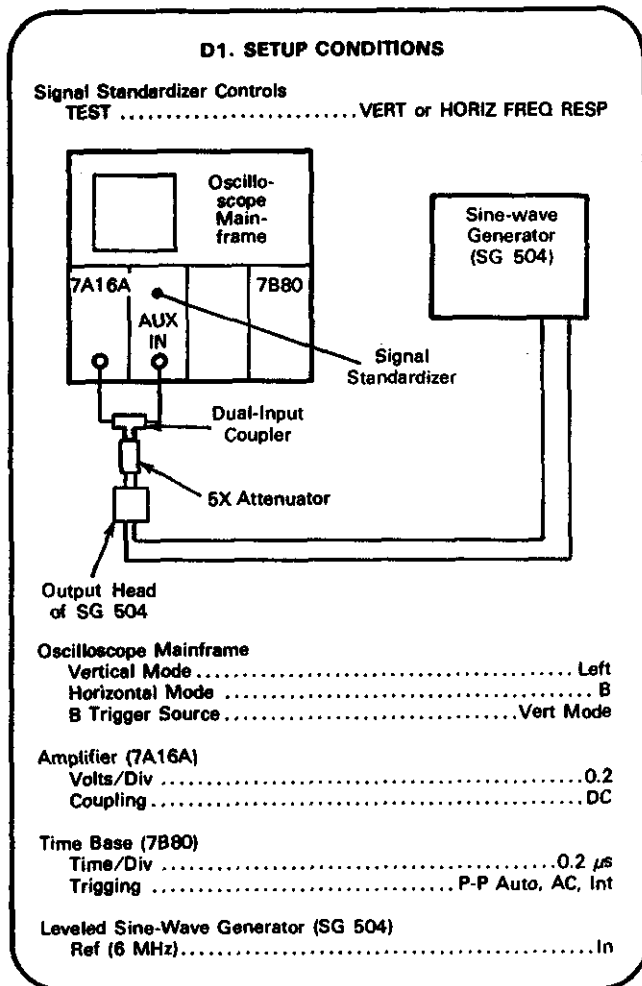 D1. SETUP CONDITIONS
Signal Standardizer Controls
TEST ........................VERT or HORIZ FREQ RESP
Oscillo-
scope
Main-
frame
Sine-wave
Generator
(SG 504)
7A16A
7B80
AUX
IN
Signal
Standardizer
Dual-Input
Coupler
5X Attenuator
Output Head
of SG 504
Oscilloscope Mainframe
Vertical Mode ........................ Left
Horizontal Mode ........................ B
B Trigger Source ........................ Vert Mode
Amplifier (7A16A)
Volts/Div ........................ 0.2
Coupling ........................ DC
Time Base (7B80)
Time/Div ........................ 0.2 µs
Trigging ........................ P-P Auto, AC, Int
Leveled Sine-Wave Generator (SG 504)
Ref (6 MHz) ........................ In